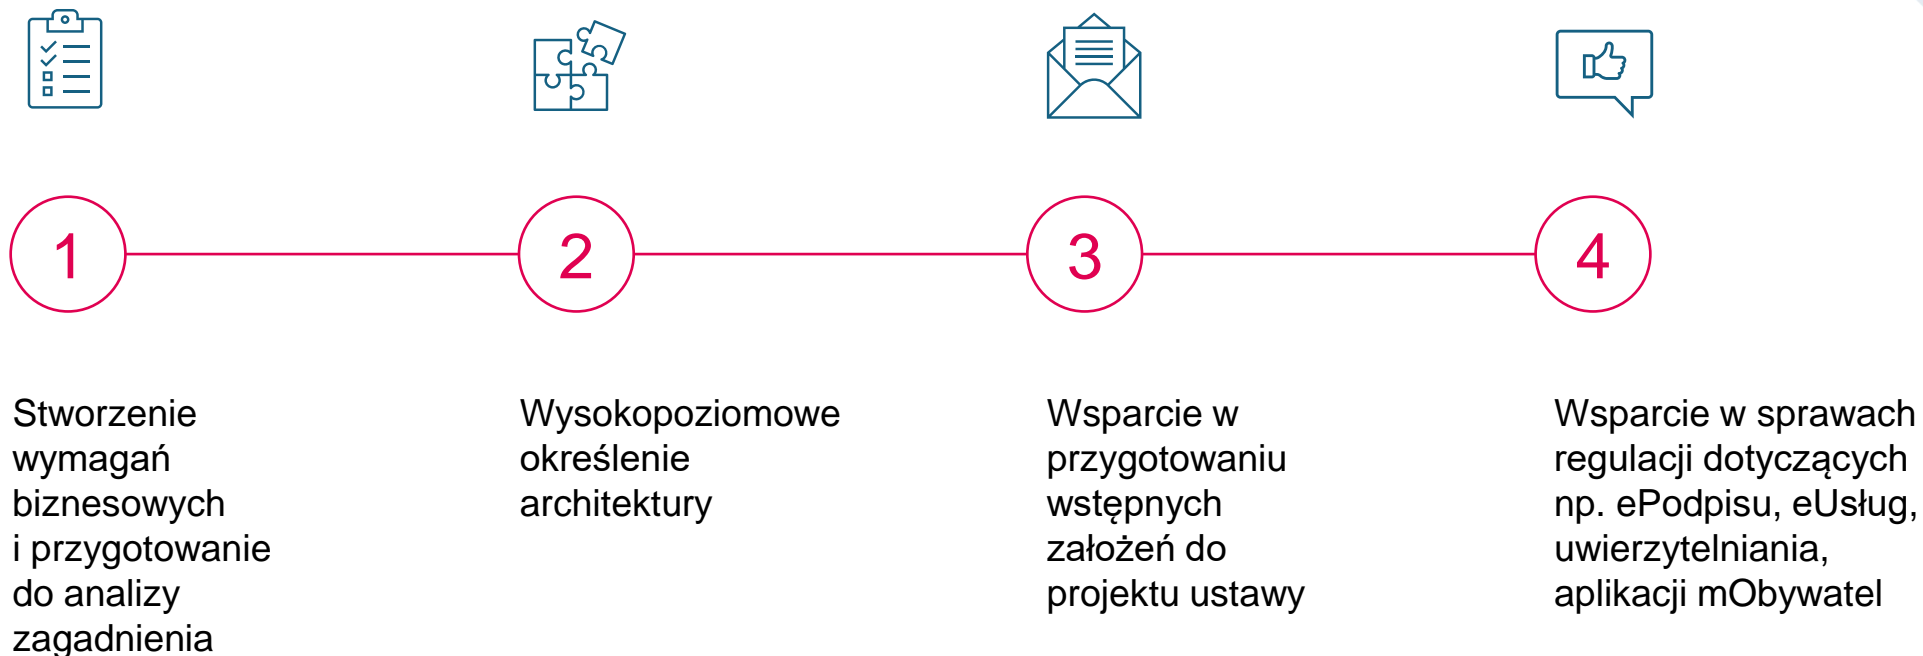 1
2
3
4
Stworzenie
wymagań
biznesowych
i przygotowanie
do analizy
zagadnienia
Wysokopoziomowe
określenie
architektury
Wsparcie w
przygotowaniu
wstępnych
założeń do
projektu ustawy
Wsparcie w sprawach
regulacji dotyczących
np. ePodpisu, eUsług,
uwierzytelniania,
aplikacji mObywatel